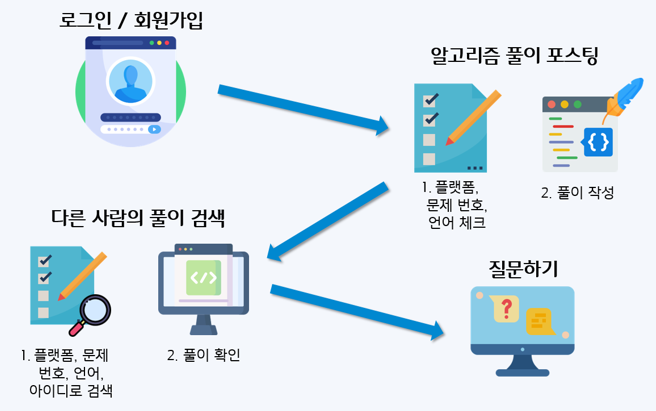 로그인 / 회원가입
알고리즘 풀이 포스팅
1. 플랫폼,
문제 번호,
언어 체크
2. 풀이 작성
다른 사람의 풀이 검색
1. 플랫폼, 문제
번호, 언어,
아이디로 검색
2. 풀이 확인
질문하기